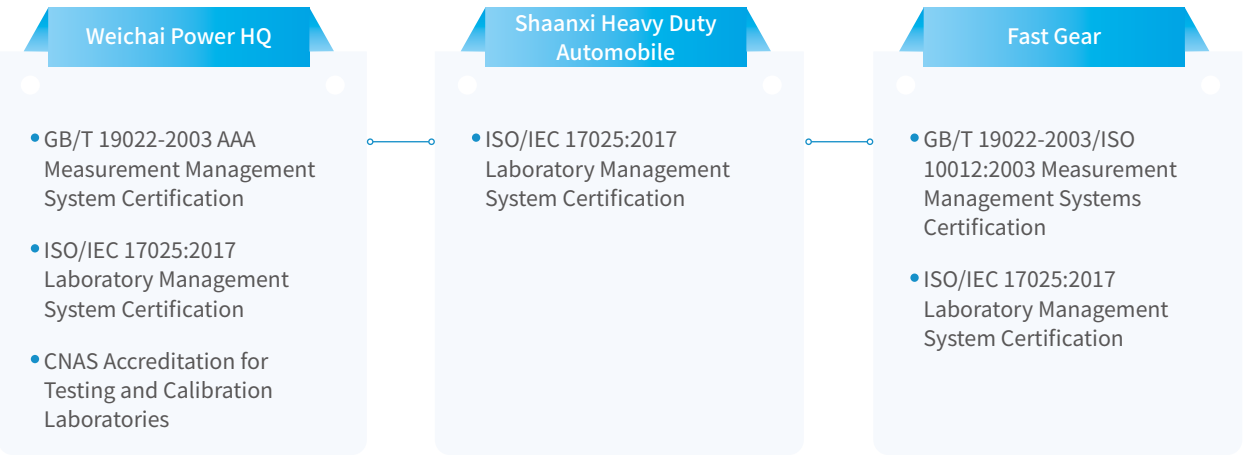 Weichai Power HQ
• GB/T 19022-2003 AAA
Measurement Management
System Certification
• ISO/IEC 17025:2017
Laboratory Management
System Certification
• CNAS Accreditation for
Testing and Calibration
Laboratories
Shaanxi Heavy Duty
Automobile
• ISO/IEC 17025:2017
Laboratory Management
System Certification
Fast Gear
• GB/T 19022-2003/ISO
10012:2003 Measurement
Management Systems
Certification
• ISO/IEC 17025:2017
Laboratory Management
System Certification